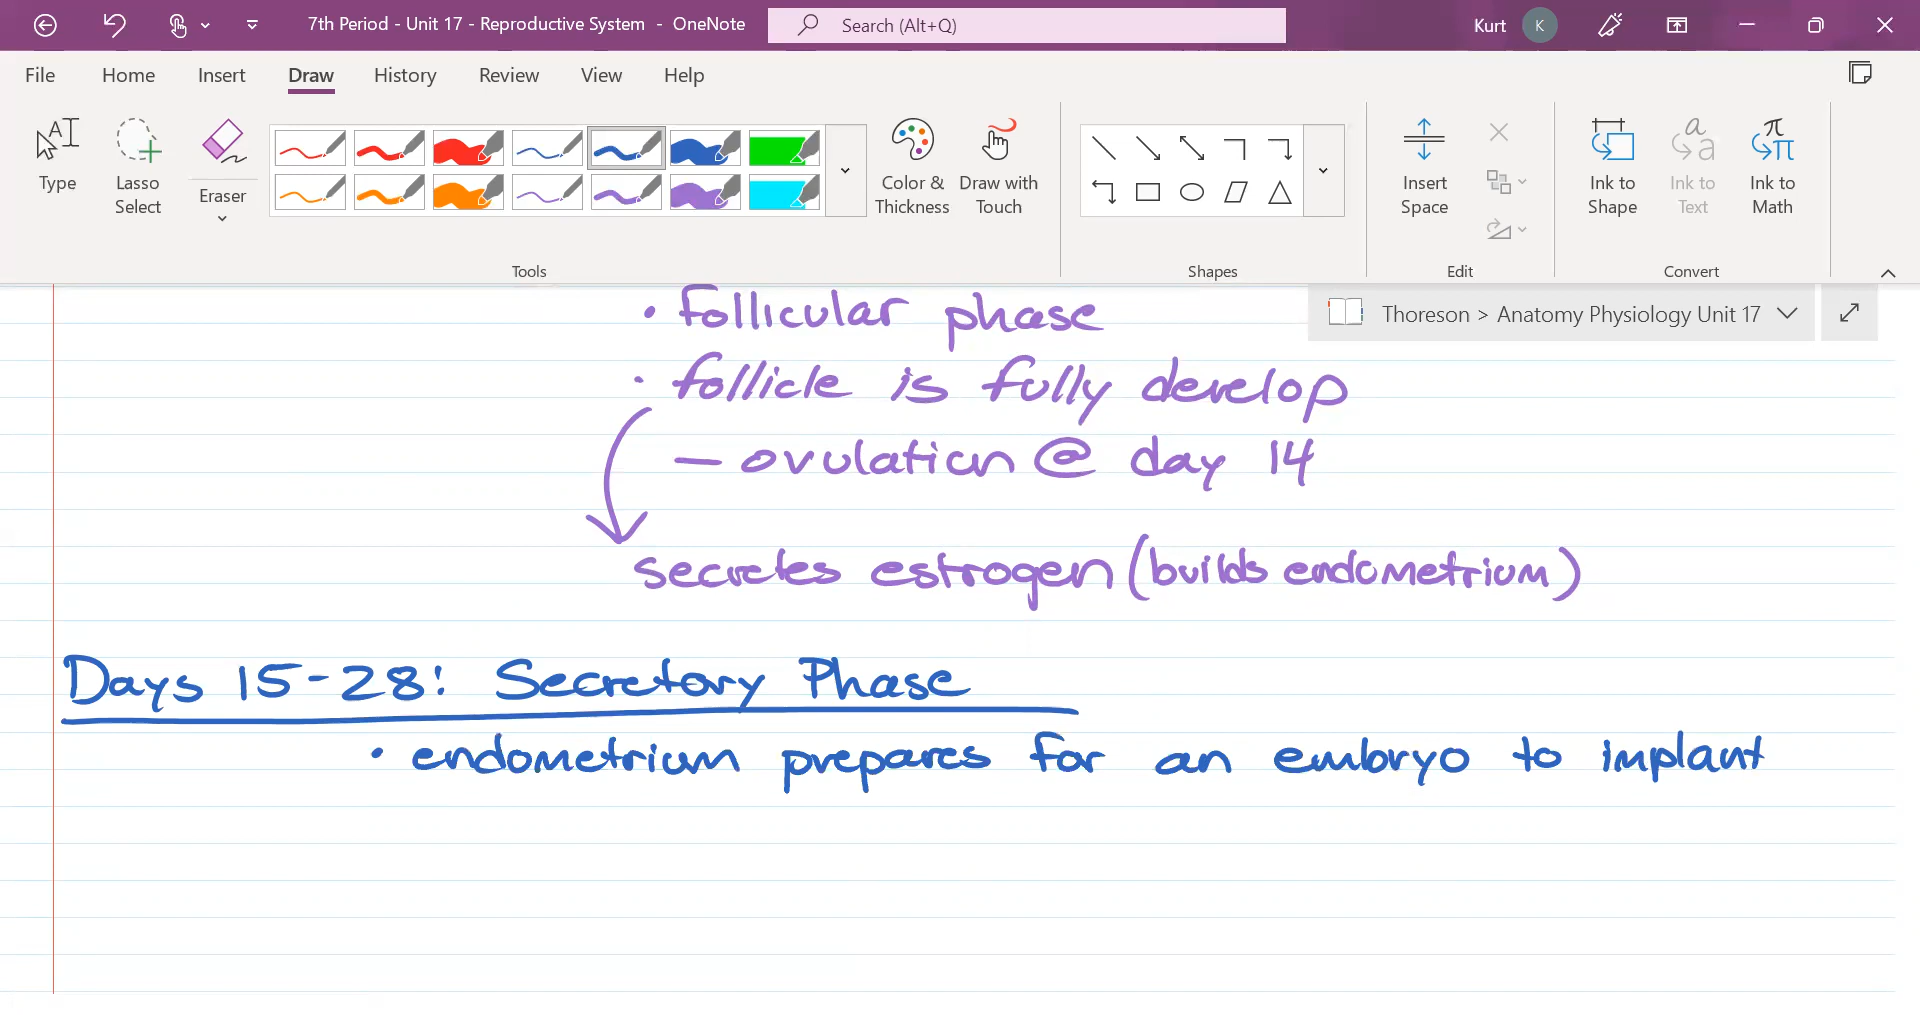 7th Period - Unit 17 - Reproductive System - OneNote
Search (Alt+Q)
Kurt K
File Home Insert Draw History Review View Help
Type
Lasso Select
Eraser
Color & Thickness
Draw with Touch
Insert Space
Ink to Shape
Ink to Text
Ink to Math
Tools Shapes Edit Convert
Thoreson > Anatomy Physiology Unit 17
• Follicular phase
• follicle is fully develop
— ovulation @ day 14
secretes estrogen (builds endometrium)
Days 15-28: Secretory Phase
• endometrium prepares for an embryo to implant